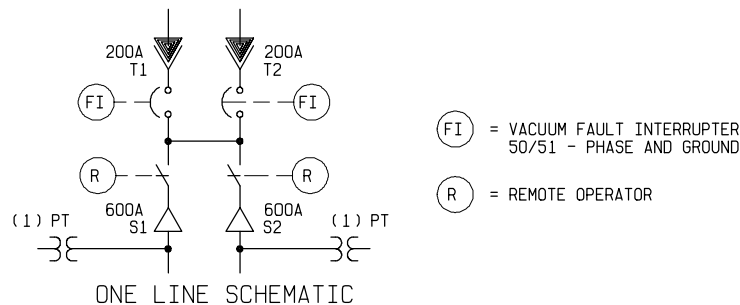 200A
T1
200A
T2
FI
FI
R
R
600A
S1
600A
S2
(1) PT
(1) PT
ONE LINE SCHEMATIC
FI = VACUUM FAULT INTERRUPTER
50/51 - PHASE AND GROUND
R = REMOTE OPERATOR